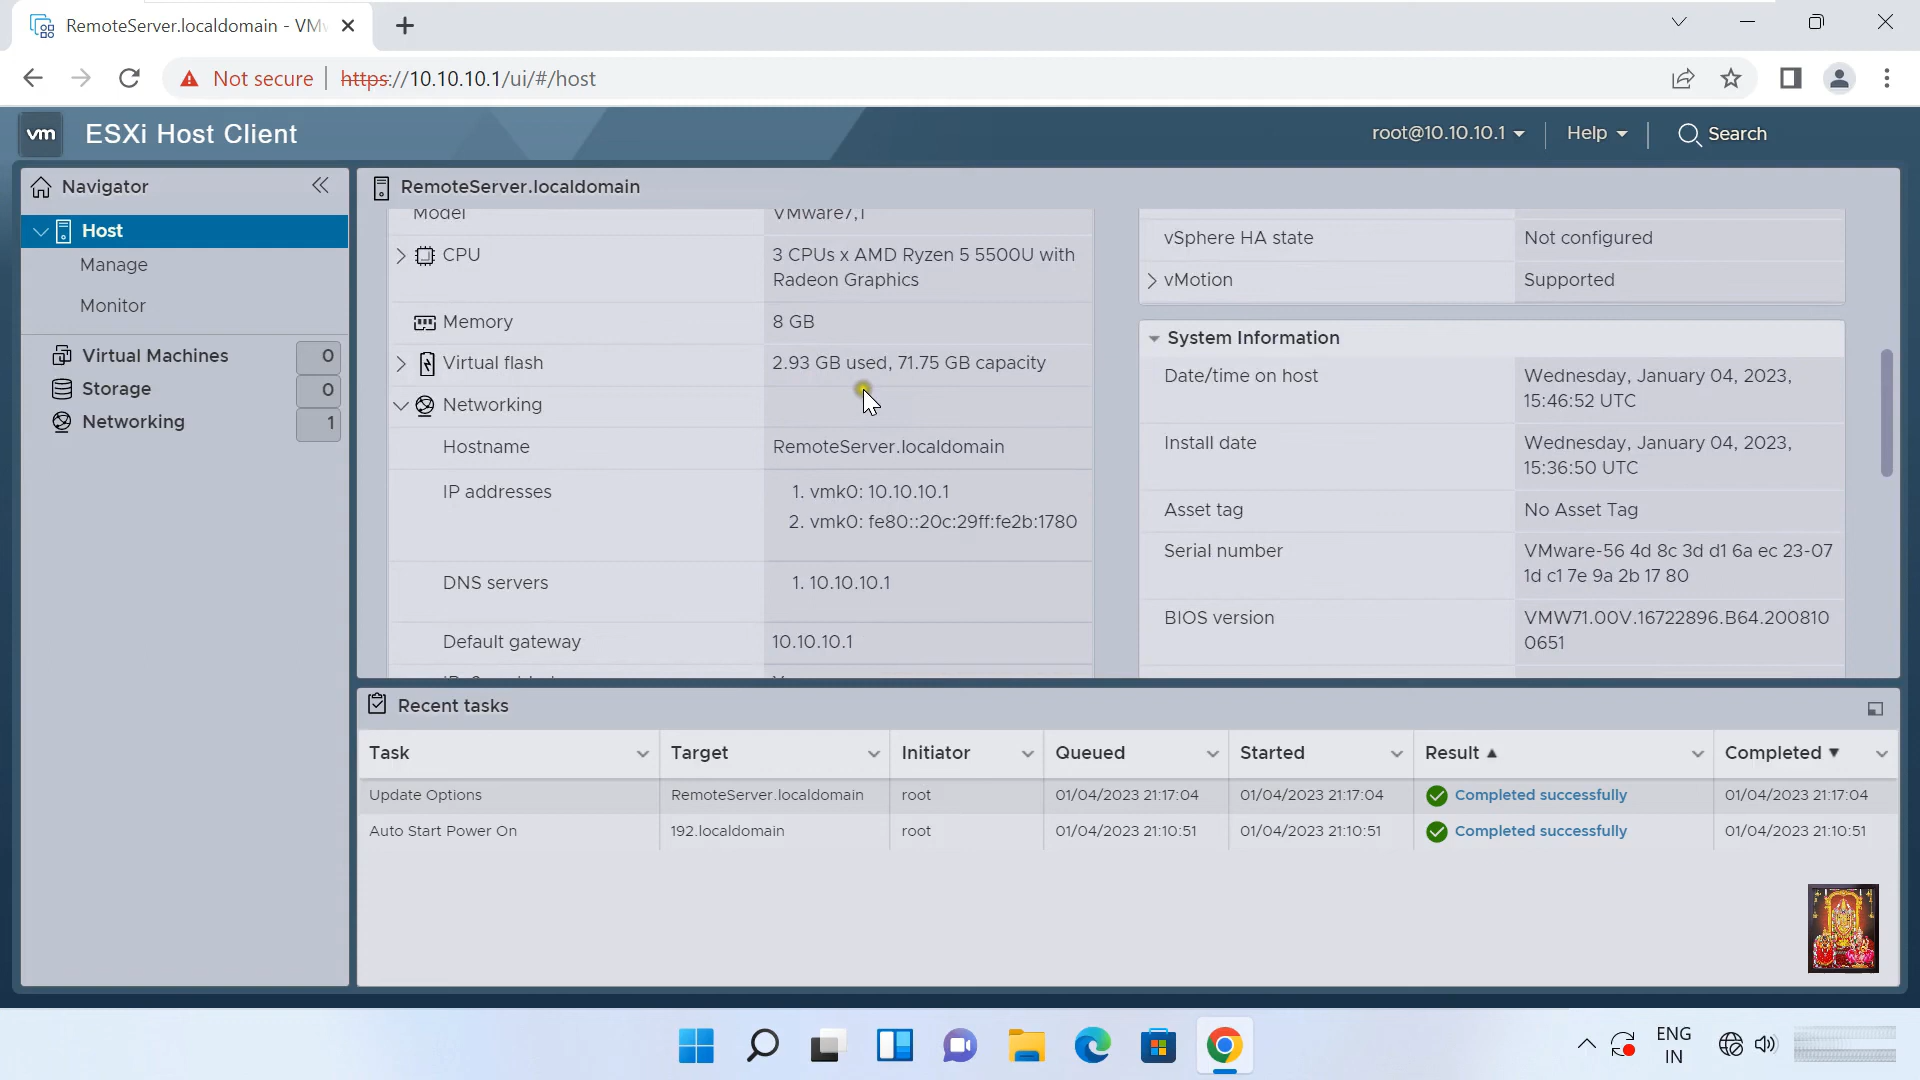 RemoteServer.localdomain - VM
Not secure
https://10.10.10.1/ui/#/host
vm
ESXi Host Client
root@10.10.10.1
Help
Search
Navigator
Host
Manage
Monitor
Virtual Machines 0
Storage 0
Networking 1
RemoteServer.localdomain
Model VMware7,1
CPU 3 CPUs x AMD Ryzen 5 5500U with
Radeon Graphics
Memory 8 GB
Virtual flash 2.93 GB used, 71.75 GB capacity
Networking
Hostname RemoteServer.localdomain
IP addresses 1. vmk0: 10.10.10.1
2. vmk0: fe80::20c:29ff:fe2b:1780
DNS servers 1. 10.10.10.1
Default gateway 10.10.10.1
vSphere HA state Not configured
vMotion Supported
System Information
Date/time on host Wednesday, January 04, 2023,
15:46:52 UTC
Install date Wednesday, January 04, 2023,
15:36:50 UTC
Asset tag No Asset Tag
Serial number VMware-56 4d 8c 3d d1 6a ec 23-07
1d c1 7e 9a 2b 17 80
BIOS version VMW71.00V.16722896.B64.200810
0651
Recent tasks
Task Target Initiator Queued Started Result Completed
Update Options RemoteServer.localdomain root 01/04/2023 21:17:04 01/04/2023 21:17:04 Completed successfully 01/04/2023 21:17:04
Auto Start Power On 192.localdomain root 01/04/2023 21:10:51 01/04/2023 21:10:51 Completed successfully 01/04/2023 21:10:51
ENG
IN